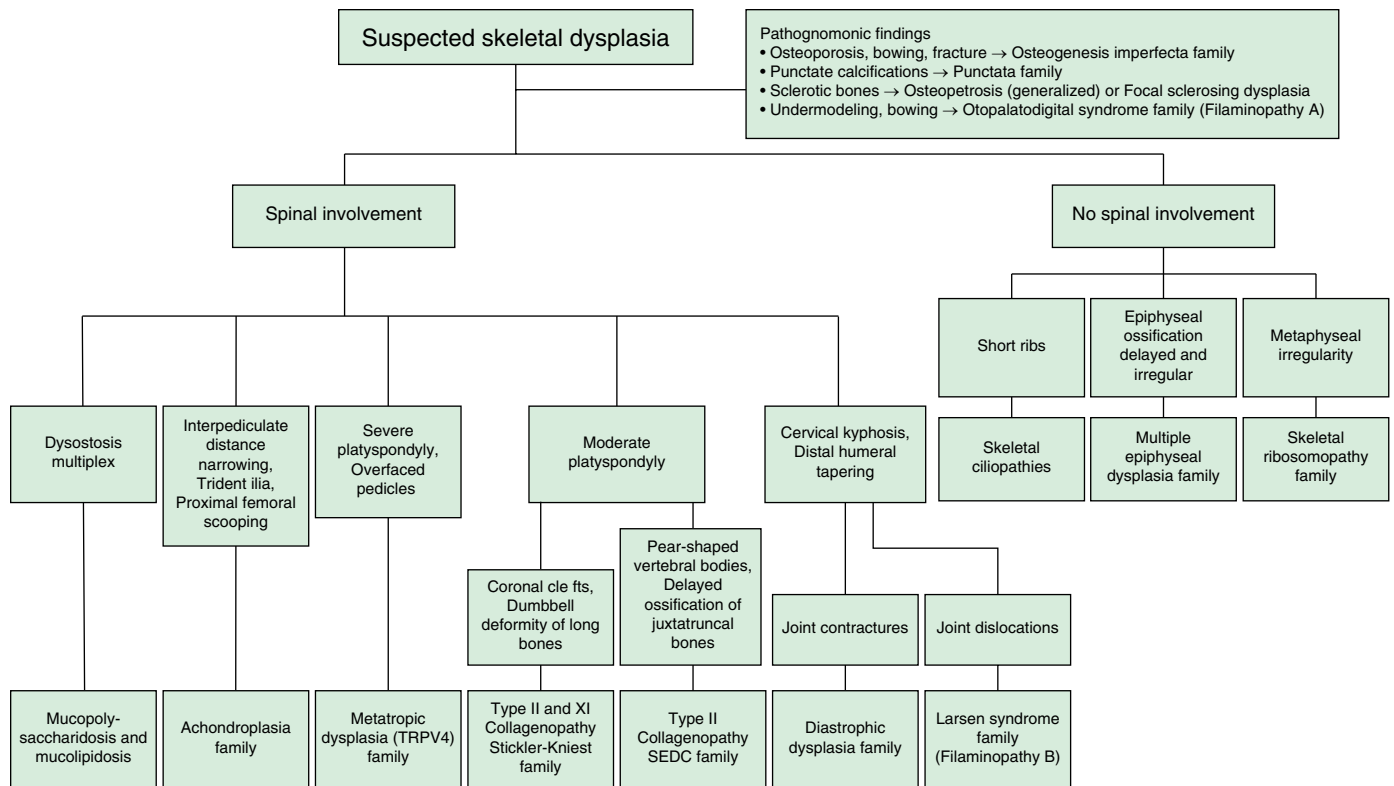 Suspected skeletal dysplasia
Pathognomonic findings
• Osteoporosis, bowing, fracture → Osteogenesis imperfecta family
• Punctate calcifications → Punctata family
• Sclerotic bones → Osteopetrosis (generalized) or Focal sclerosing dysplasia
• Undermodeling, bowing → Otopalatodigital syndrome family (Filaminopathy A)
Spinal involvement
No spinal involvement
Short ribs
Epiphyseal
ossification
delayed and
irregular
Metaphyseal
irregularity
Skeletal
ciliopathies
Multiple
epiphyseal
dysplasia family
Skeletal
ribosomopathy
family
Dysostosis
multiplex
Interpediculate
distance
narrowing,
Trident ilia,
Proximal femoral
scooping
Severe
platyspondyly,
Overfaced
pedicles
Moderate
platyspondyly
Cervical kyphosis,
Distal humeral
tapering
Coronal cle fts,
Dumbbell
deformity of long
bones
Pear-shaped
vertebral bodies,
Delayed
ossification of
juxtatruncal
bones
Joint contractures
Joint dislocations
Mucopoly-
saccharidosis and
mucolipidosis
Achondroplasia
family
Metatropic
dysplasia (TRPV4)
family
Type II and XI
Collagenopathy
Stickler-Kniest
family
Type II
Collagenopathy
SEDC family
Diastrophic
dysplasia family
Larsen syndrome
family
(Filaminopathy B)